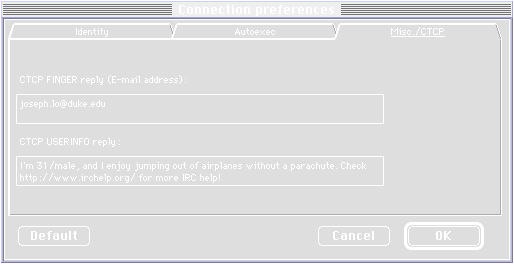 Connection preferences
Identity
Autoexec
Misc./CTCP
CTCP FINGER reply (E-mail address):
joseph.lo@duke.edu
CTCP USERINFO reply:
I'm 31/male, and I enjoy jumping out of airplanes without a parachute. Check
http://www.irchelp.org/ for more IRC help!
Default
Cancel
OK